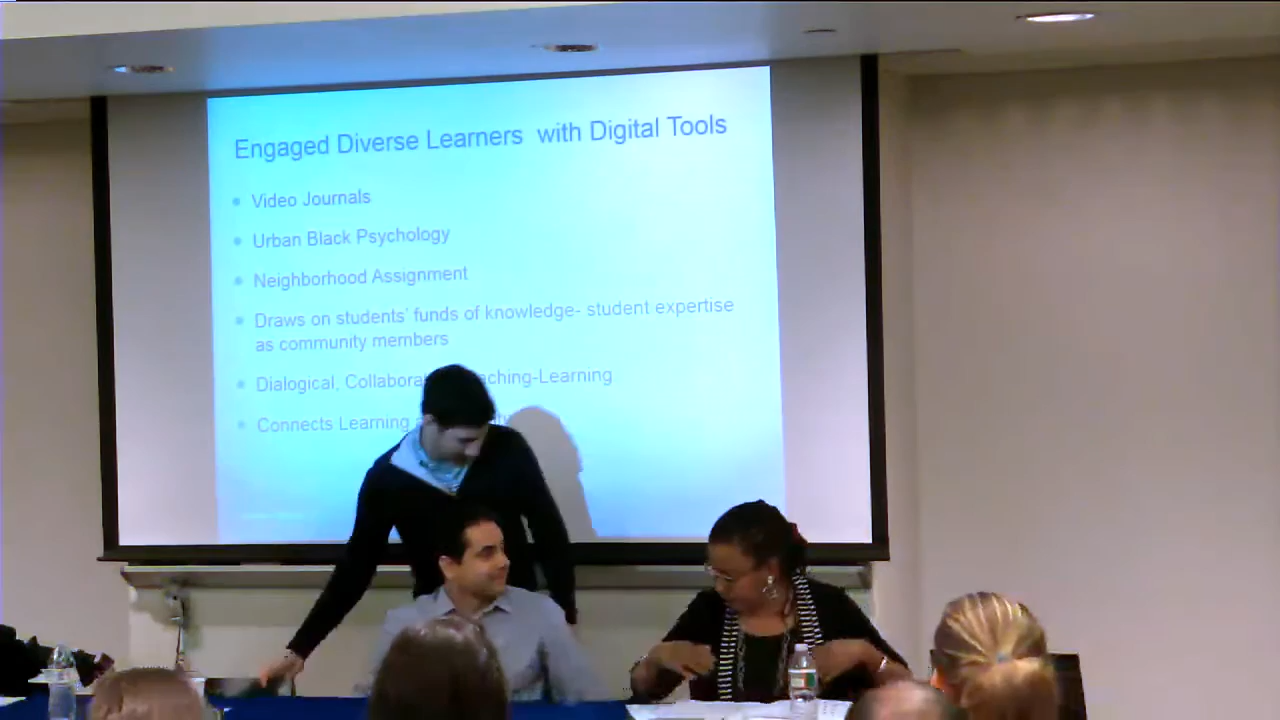 Engaged Diverse Learners with Digital Tools
Video Journals
Urban Black Psychology
Neighborhood Assignment
Draws on students' funds of knowledge- student expertise
as community members
Dialogical, Collabora aching-Learning
Connects Learning